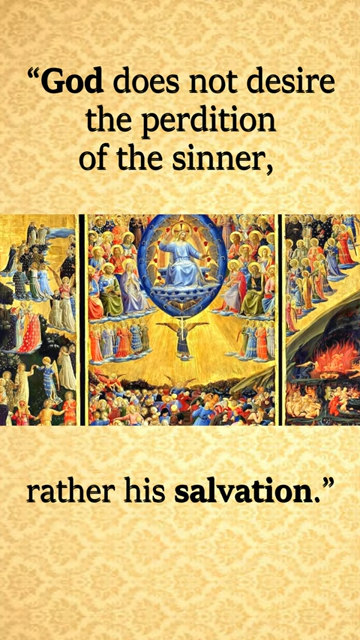 “God does not desire
the perdition
of the sinner,
rather his salvation.”